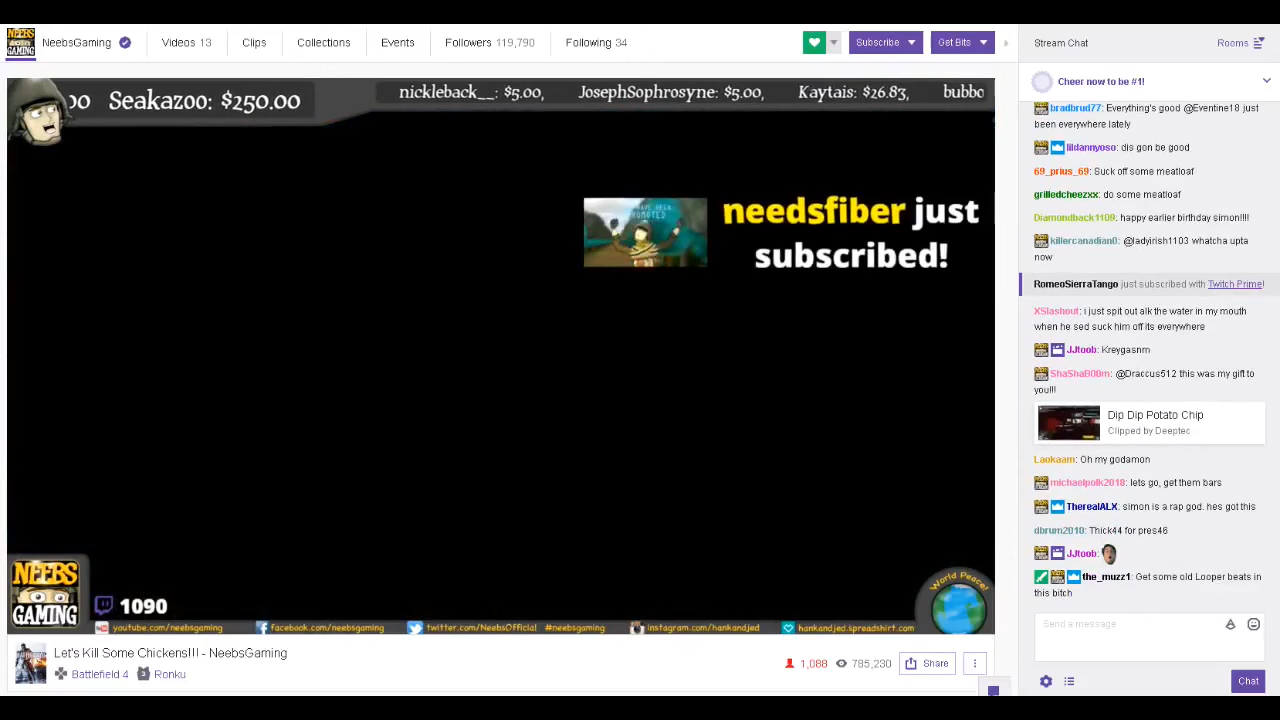 NeebsGaming
Videos 13
Clips
Collections
Events
Followers 119,790
Following 34
Subscribe
Get Bits
Stream Chat
Rooms
Seakazoo: $250.00
nickleback__: $5.00,
JosephSophrosyne: $5.00,
Kaytais: $26.83,
bubbo
needsfiber just
subscribed!
NEEBS
GAMING
1090
World Peace!
youtube.com/neebsgaming
facebook.com/neebsgaming
twitter.com/NeebsOfficial #neebsgaming
instagram.com/hankandjed
hankandjed.spreadshirt.com
Let's Kill Some Chickens!!! - NeebsGaming
Battlefield 4
Ronku
1,088
785,230
Share
Cheer now to be #1!
bradbrud77: Everything's good @Eventine18 just
been everywhere lately
lildannyoso: dis gon be good
69_prius_69: Suck off some meatloaf
grilledcheezxx: do some meatloaf
Diamondback1109: happy earlier birthday simon!!!!
killercanadian0: @ladyirish1103 whatcha upta
now
RomeoSierraTango just subscribed with Twitch Prime!
XSlashout: i just spit out alk the water in my mouth
when he sed suck him off its everywhere
JJtoob: Kreygasnm
ShaShaB00m: @Draccus512 this was my gift to
you!!!
Dip Dip Potato Chip
Clipped by Deeptec
Laokaam: Oh my godamon
michaelpolk2018: lets go, get them bars
TherealALX: simon is a rap god. hes got this
dbrum2010: Thick44 for pres46
JJtoob:
the_muzz1: Get some old Looper beats in
this bitch
Send a message
Chat